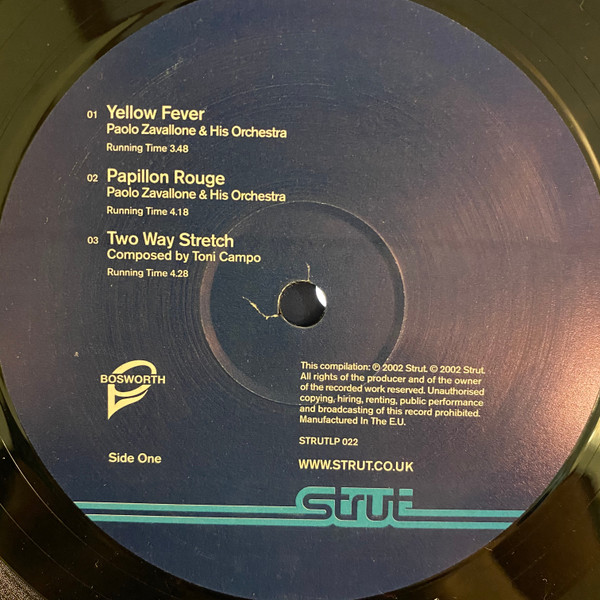 01 Yellow Fever
Paolo Zavallone & His Orchestra
Running Time 3.48
02 Papillon Rouge
Paolo Zavallone & His Orchestra
Running Time 4.18
03 Two Way Stretch
Composed by Toni Campo
Running Time 4.28
BOSWORTH
Side One
This compilation: ℗ 2002 Strut. © 2002 Strut.
All rights of the producer and of the owner
of the recorded work reserved. Unauthorised
copying, hiring, renting, public performance
and broadcasting of this record prohibited.
Manufactured In The E.U.
STRUTLP 022
WWW.STRUT.CO.UK
strut